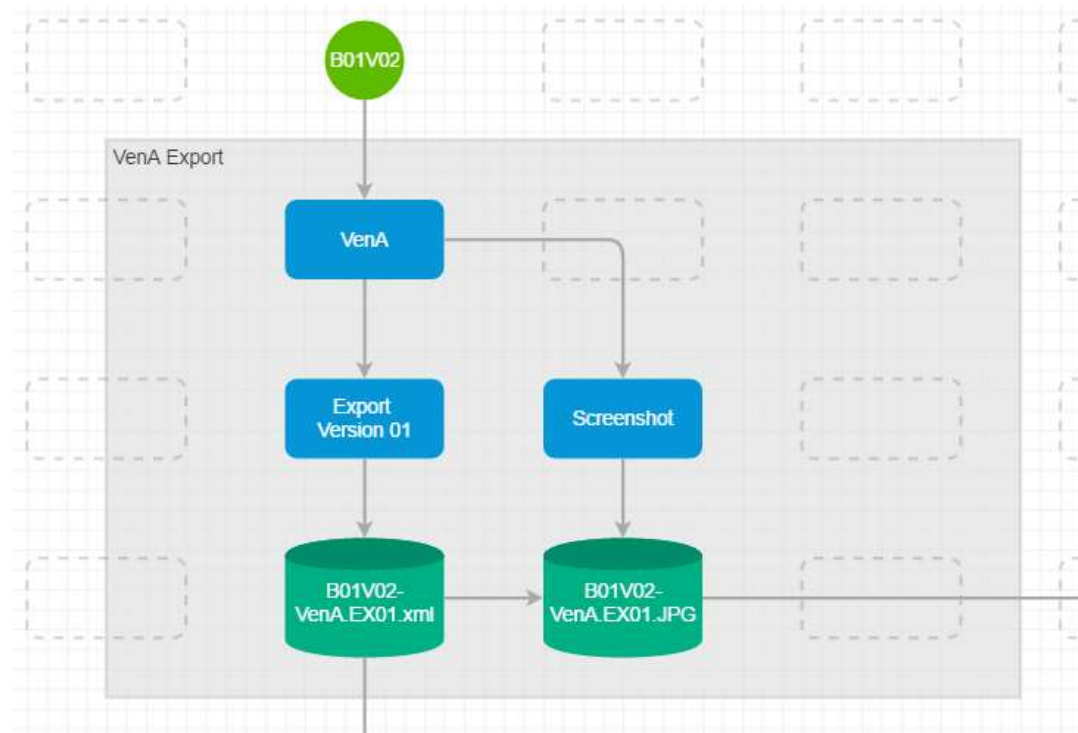 B01V02
VenA Export
VenA
Export
Version 01
Screenshot
B01V02-
VenA.EX01.xml
B01V02-
VenA.EX01.JPG